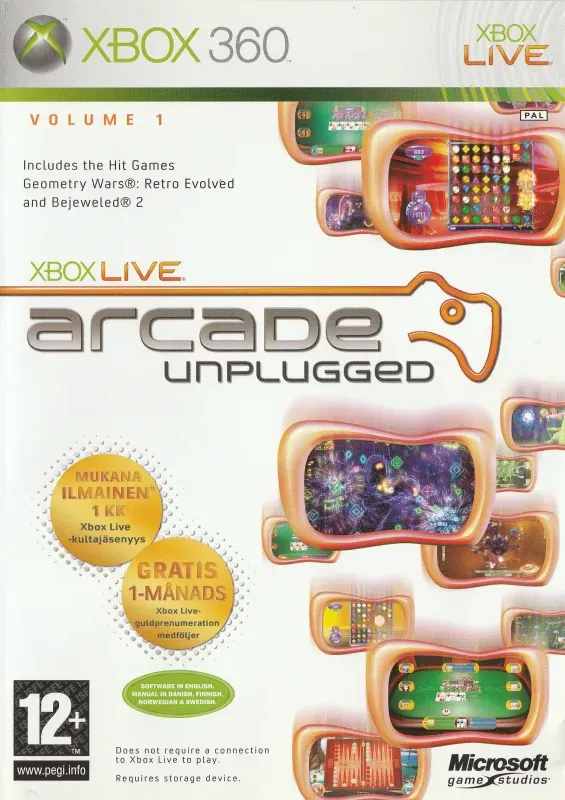 XBOX 360
XBOX
LIVE
VOLUME 1
PAL
Includes the Hit Games
Geometry Wars®: Retro Evolved
and Bejeweled® 2
XBOX LIVE
arcade
unplugged
MUKANA
ILMAINEN*
1 KK
Xbox Live
-kultajäsenyys
GRATIS
1-MÅNADS
Xbox Live-
guldprenumeration
medföljer
SOFTWARE IN ENGLISH.
MANUAL IN DANISH, FINNISH,
NORWEGIAN & SWEDISH.
12+
™
www.pegi.info
Does not require a connection
to Xbox Live to play.
Requires storage device.
Microsoft
game studios